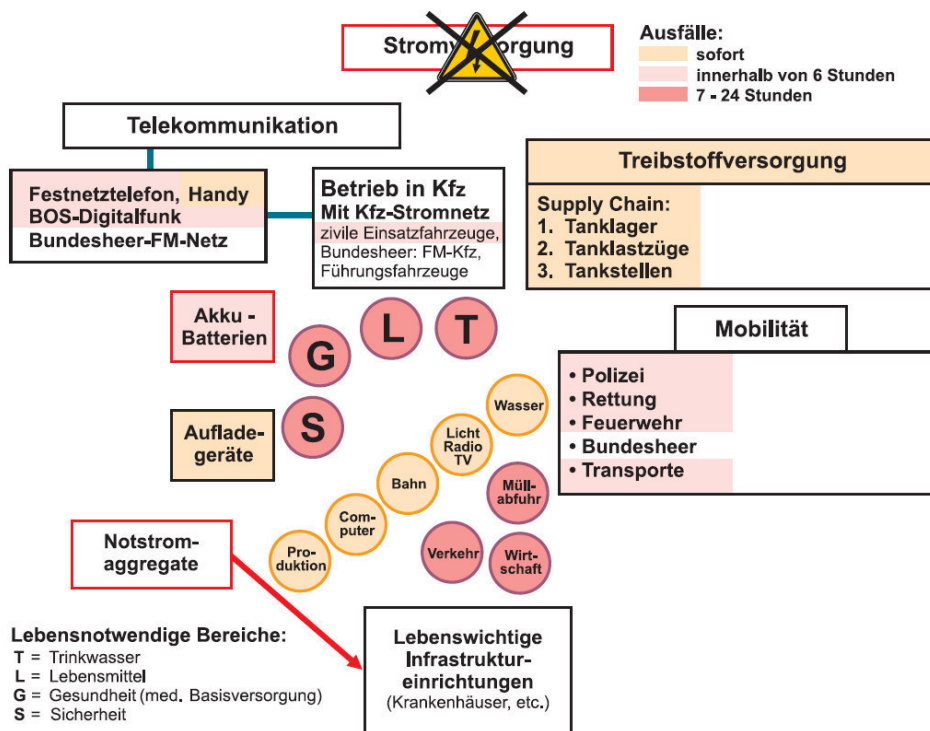 Stromversorgung
Ausfälle:
sofort
innerhalb von 6 Stunden
7 - 24 Stunden
Telekommunikation
Festnetztelefon, Handy
BOS-Digitalfunk
Bundesheer-FM-Netz
Betrieb in Kfz
Mit Kfz-Stromnetz
zivile Einsatzfahrzeuge,
Bundesheer: FM-Kfz,
Führungsfahrzeuge
Treibstoffversorgung
Supply Chain:
1. Tanklager
2. Tanklastzüge
3. Tankstellen
Akku -
Batterien
G
L
T
S
Mobilität
• Polizei
• Rettung
• Feuerwehr
• Bundesheer
• Transporte
Auflade-
geräte
Wasser
Licht
Radio
TV
Bahn
Com-
puter
Pro-
duktion
Müll-
abfuhr
Verkehr
Wirt-
schaft
Notstrom-
aggregate
Lebenswichtige
Infrastruktur-
einrichtungen
(Krankenhäuser, etc.)
Lebensnotwendige Bereiche:
T = Trinkwasser
L = Lebensmittel
G = Gesundheit (med. Basisversorgung)
S = Sicherheit